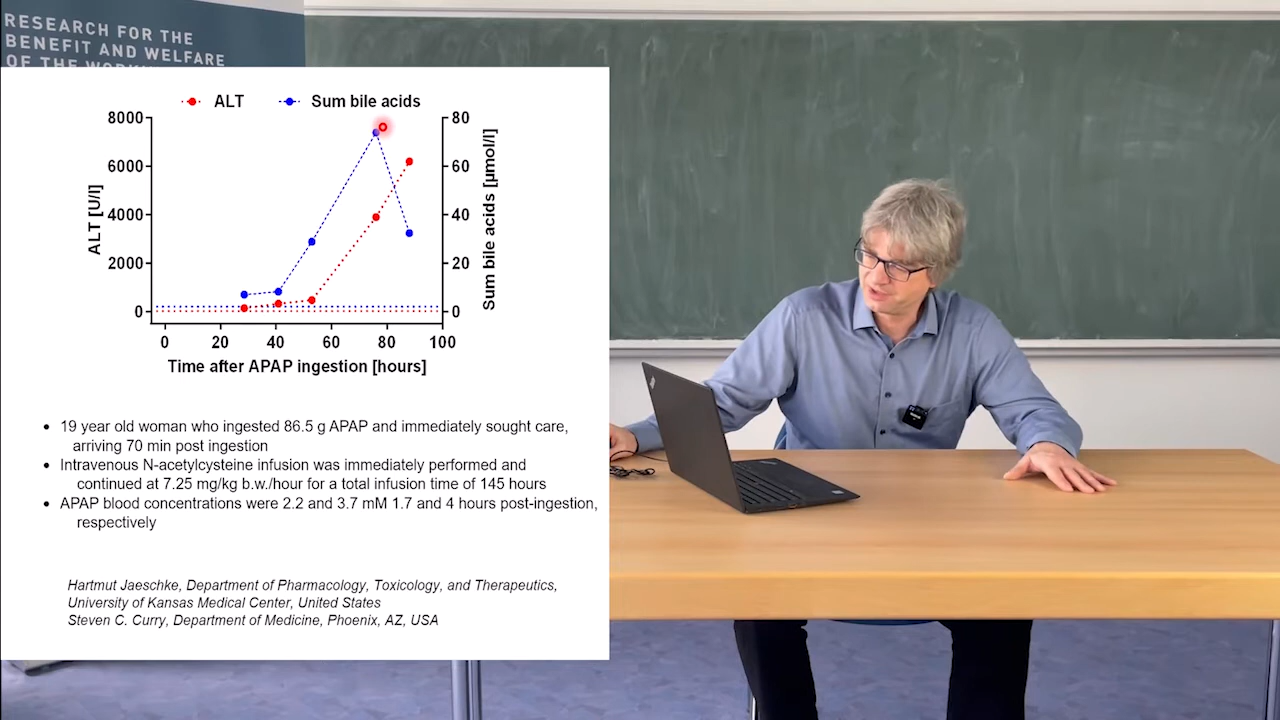 RESEARCH FOR THE
BENEFIT AND WELFARE
OF THE
ALT
Sum bile acids
8000
6000
4000
2000
0
ALT [U/l]
80
60
40
20
0
Sum bile acids [µmol/l]
0 20 40 60 80 100
Time after APAP ingestion [hours]
• 19 year old woman who ingested 86.5 g APAP and immediately sought care,
arriving 70 min post ingestion
• Intravenous N-acetylcysteine infusion was immediately performed and
continued at 7.25 mg/kg b.w./hour for a total infusion time of 145 hours
• APAP blood concentrations were 2.2 and 3.7 mM 1.7 and 4 hours post-ingestion,
respectively
Hartmut Jaeschke, Department of Pharmacology, Toxicology, and Therapeutics,
University of Kansas Medical Center, United States
Steven C. Curry, Department of Medicine, Phoenix, AZ, USA